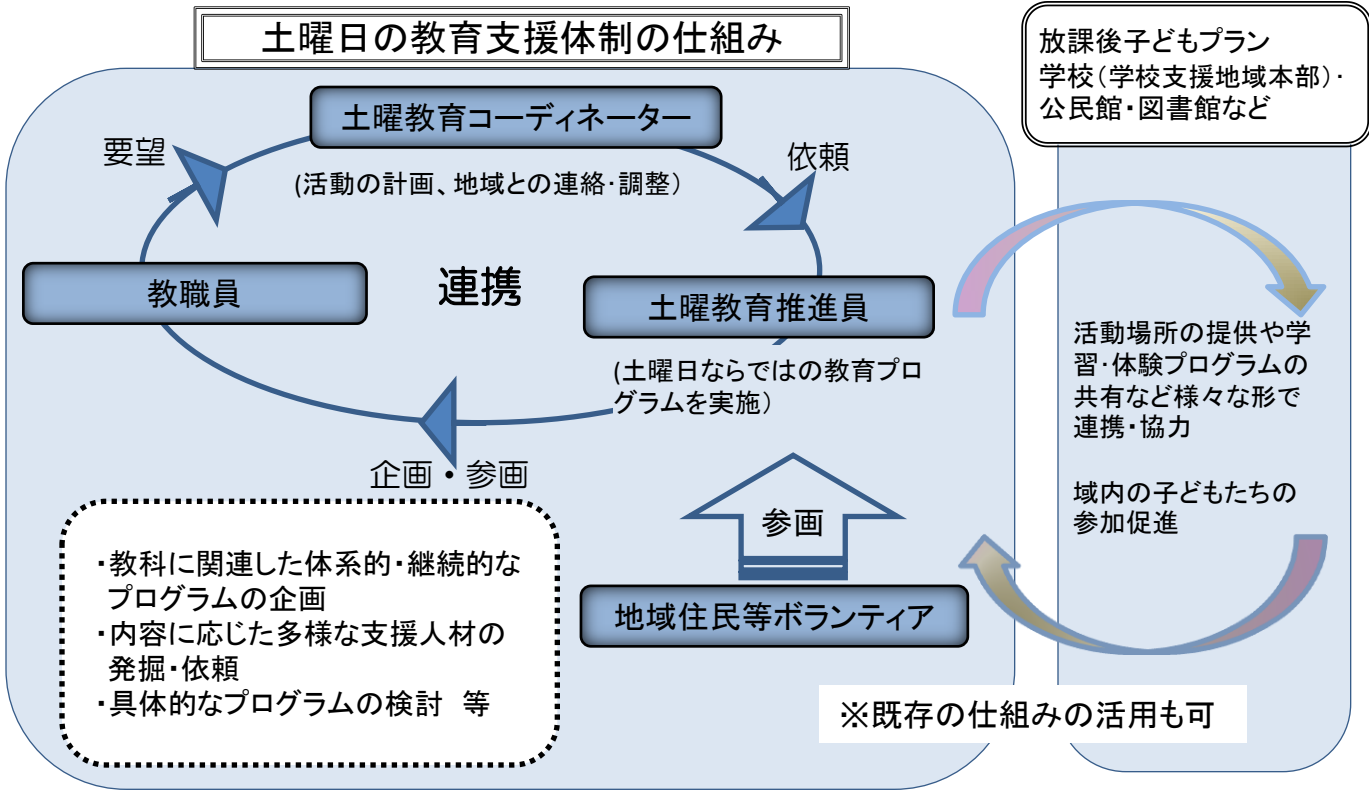 土曜日の教育支援体制の仕組み
土曜教育コーディネーター
要望
依頼
(活動の計画、地域との連絡・調整)
教職員
連携
土曜教育推進員
(土曜日ならではの教育プロ
グラムを実施)
企画・参画
・教科に関連した体系的・継続的な
プログラムの企画
・内容に応じた多様な支援人材の
発掘・依頼
・具体的なプログラムの検討 等
参画
地域住民等ボランティア
放課後子どもプラン
学校(学校支援地域本部)・
公民館・図書館など
活動場所の提供や学
習・体験プログラムの
共有など様々な形で
連携・協力
域内の子どもたちの
参加促進
※既存の仕組みの活用も可